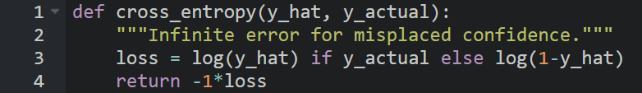 1 def cross_entropy(y_hat, y_actual):
2     """Infinite error for misplaced confidence."""
3     loss = log(y_hat) if y_actual else log(1-y_hat)
4     return -1*loss